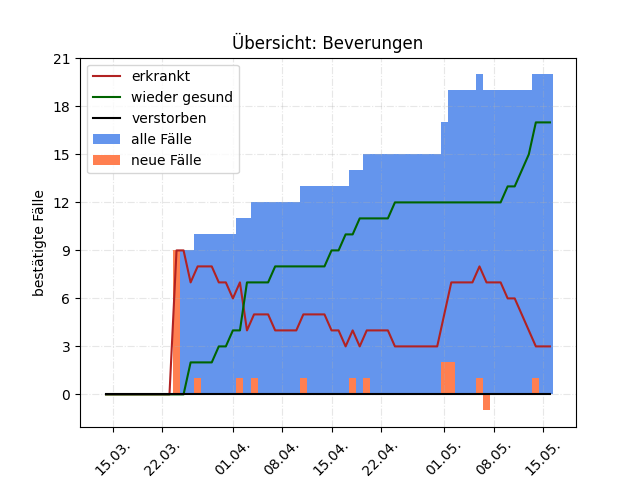 Übersicht: Beverungen
bestätigte Fälle
21
18
15
12
9
6
3
0
erkrankt
wieder gesund
verstorben
alle Fälle
neue Fälle
15.03.
22.03.
01.04.
08.04.
15.04.
22.04.
01.05.
08.05.
15.05.